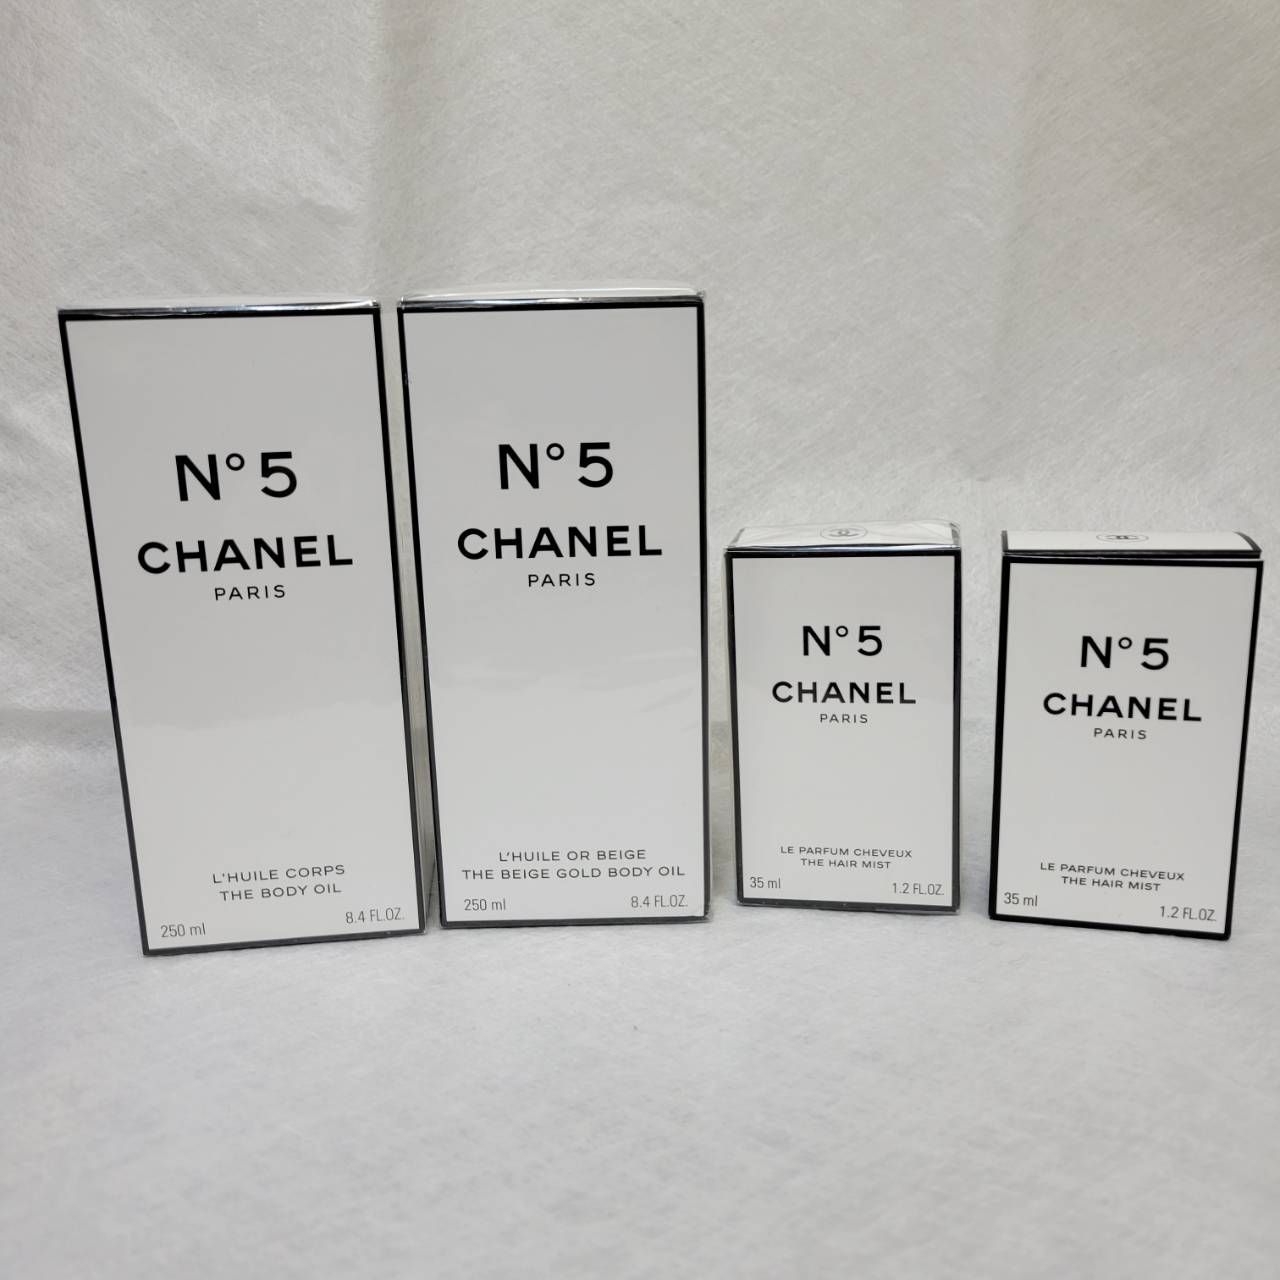 N°5
CHANEL
PARIS
L'HUILE CORPS
THE BODY OIL
250 ml 8.4 FL.OZ.
N°5
CHANEL
PARIS
L'HUILE OR BEIGE
THE BEIGE GOLD BODY OIL
250 ml 8.4 FL.OZ.
N°5
CHANEL
PARIS
LE PARFUM CHEVEUX
THE HAIR MIST
35 ml 1.2 FL.OZ.
N°5
CHANEL
PARIS
LE PARFUM CHEVEUX
THE HAIR MIST
35 ml 1.2 FL.OZ.